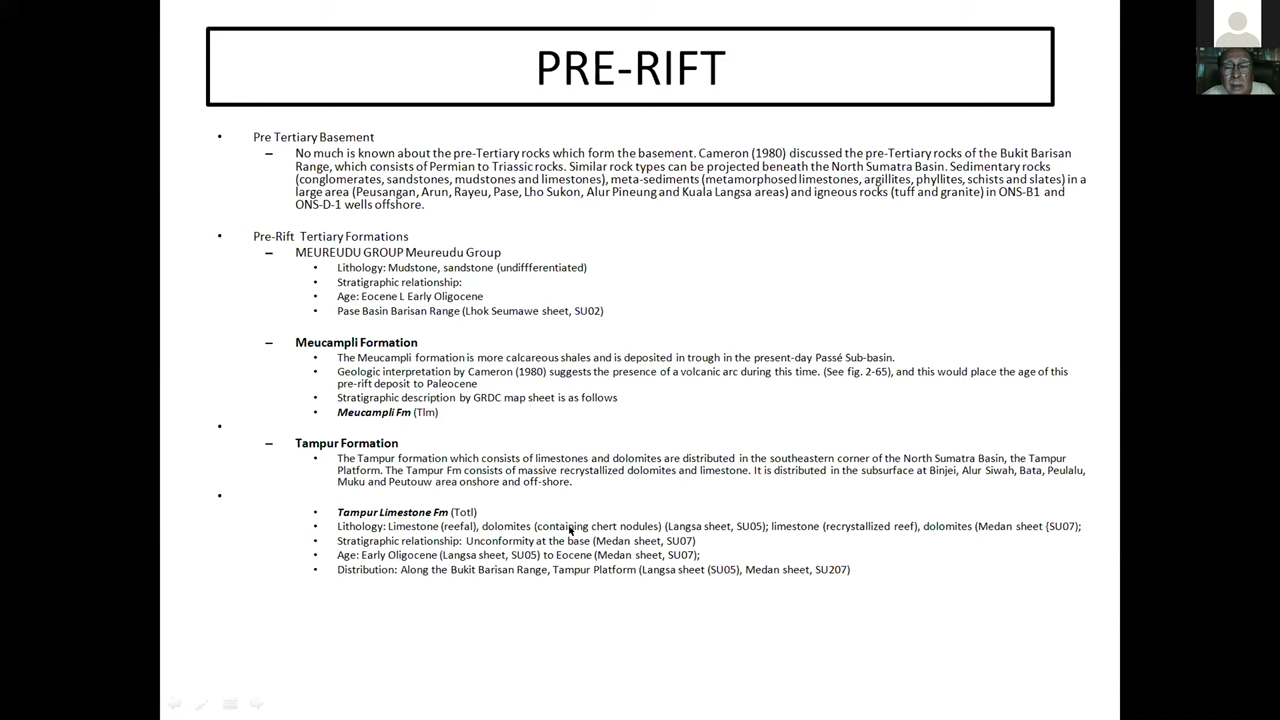 PRE-RIFT
• Pre Tertiary Basement
– No much is known about the pre-Tertiary rocks which form the basement. Cameron (1980) discussed the pre-Tertiary rocks of the Bukit Barisan
Range, which consists of Permian to Triassic rocks. Similar rock types can be projected beneath the North Sumatra Basin. Sedimentary rocks
(conglomerates, sandstones, mudstones and limestones), meta-sediments (metamorphosed limestones, argillites, phyllites, schists and slates) in a
large area (Peusangan, Arun, Rayeu, Pase, Lho Sukon, Alur Pineung and Kuala Langsa areas) and igneous rocks (tuff and granite) in ONS-B1 and
ONS-D-1 wells offshore.
• Pre-Rift Tertiary Formations
– MEUREUDU GROUP Meureudu Group
• Lithology: Mudstone, sandstone (undiffferentiated)
• Stratigraphic relationship:
• Age: Eocene L Early Oligocene
• Pase Basin Barisan Range (Lhok Seumawe sheet, SU02)
– Meucampli Formation
• The Meucampli formation is more calcareous shales and is deposited in trough in the present-day Passé Sub-basin.
• Geologic interpretation by Cameron (1980) suggests the presence of a volcanic arc during this time. (See fig. 2-65), and this would place the age of this
pre-rift deposit to Paleocene
• Stratigraphic description by GRDC map sheet is as follows
• Meucampli Fm (Tlm)
•
– Tampur Formation
• The Tampur formation which consists of limestones and dolomites are distributed in the southeastern corner of the North Sumatra Basin, the Tampur
Platform. The Tampur Fm consists of massive recrystallized dolomites and limestone. It is distributed in the subsurface at Binjei, Alur Siwah, Bata, Peulalu,
Muku and Peutouw area onshore and off-shore.
•
• Tampur Limestone Fm (Totl)
• Lithology: Limestone (reefal), dolomites (containing chert nodules) (Langsa sheet, SU05); limestone (recrystallized reef), dolomites (Medan sheet {SU07);
• Stratigraphic relationship: Unconformity at the base (Medan sheet, SU07)
• Age: Early Oligocene (Langsa sheet, SU05) to Eocene (Medan sheet, SU07);
• Distribution: Along the Bukit Barisan Range, Tampur Platform (Langsa sheet (SU05), Medan sheet, SU207)